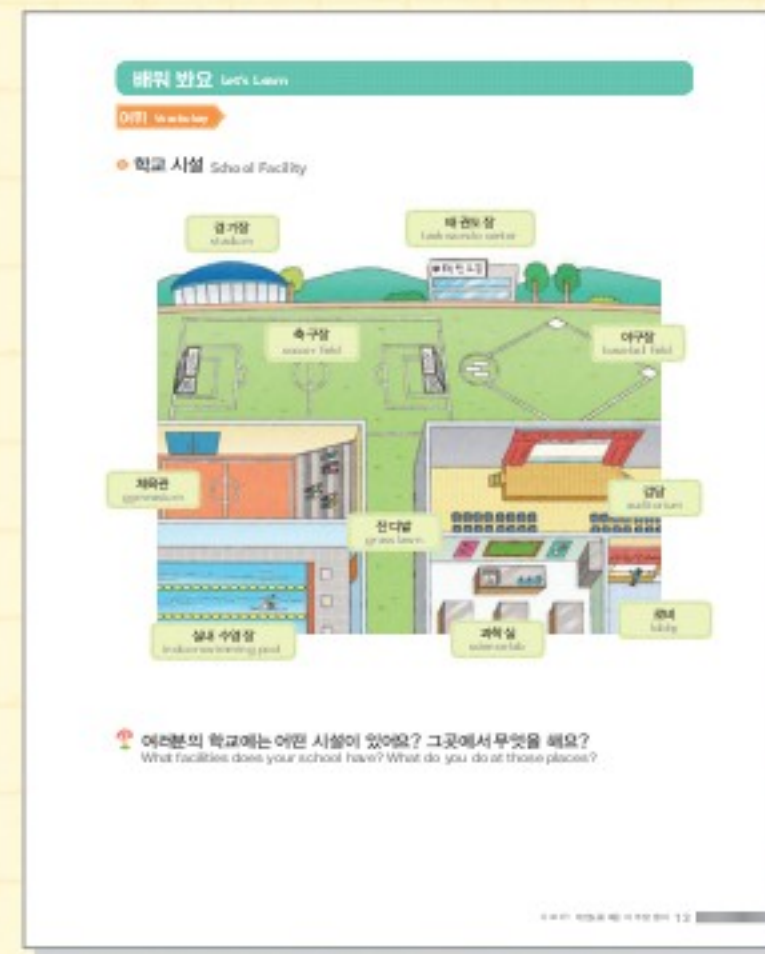 배워 봐요 Let's Learn
어휘 Vocabulary
학교 시설 School Facility
경기장
stadium
태권도장
taekwondo center
축구장
soccer field
야구장
baseball field
체육관
gymnasium
강당
auditorium
잔디밭
grass lawn
실내 수영장
indoor swimming pool
과학실
science lab
로비
lobby
여러분의 학교에는 어떤 시설이 있어요? 그곳에서 무엇을 해요?
What facilities does your school have? What do you do at those places?
13